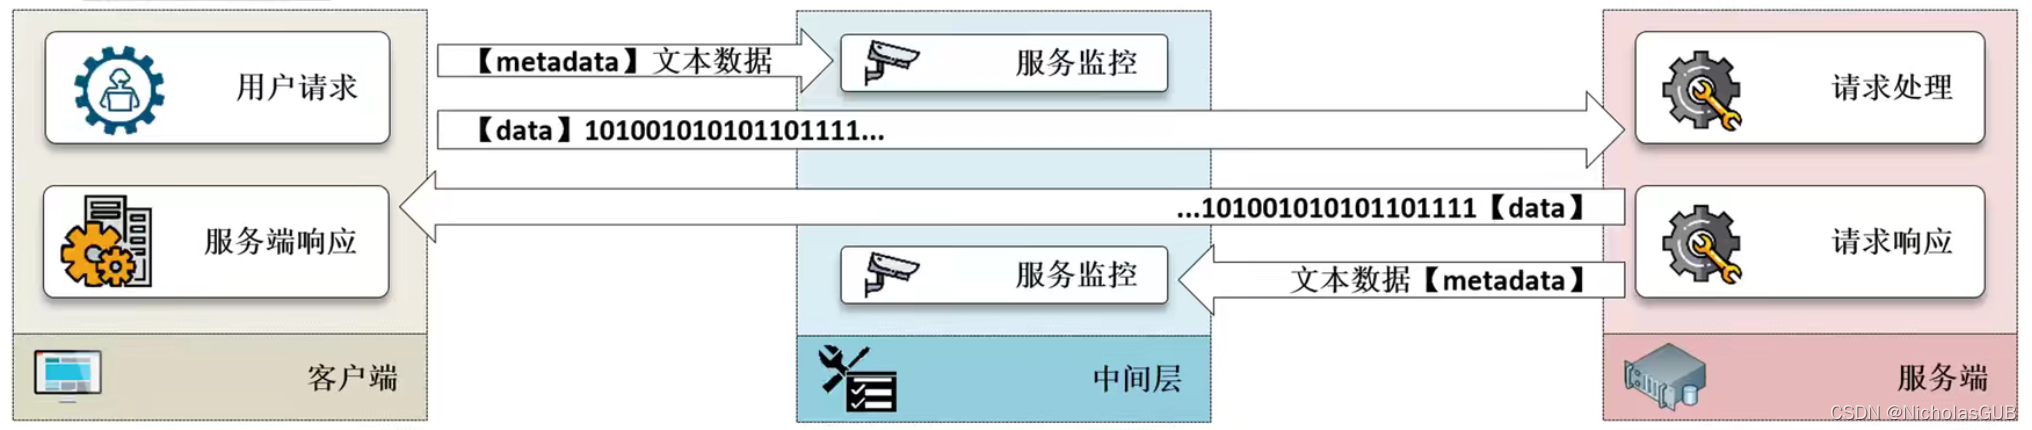 用户请求
【metadata】文本数据
服务监控
请求处理
【data】101001010101101111...
服务端响应
...101001010101101111【data】
请求响应
服务监控
文本数据【metadata】
客户端
中间层
服务端
CSDN @NicholasGUB